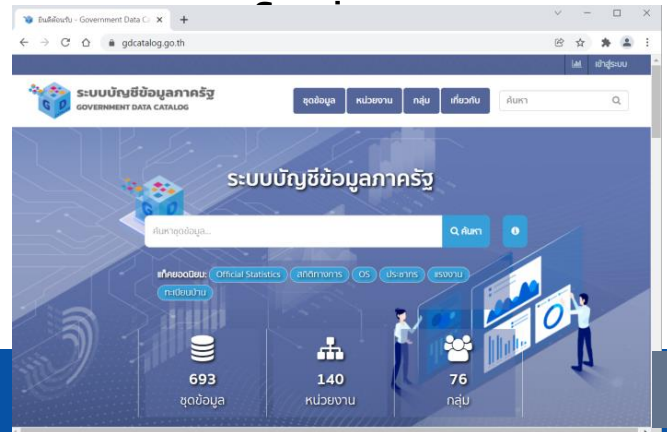 ยินดีต้อนรับ - Government Data C
gdcatalog.go.th
เข้าสู่ระบบ
ระบบบัญชีข้อมูลภาครัฐ
GOVERNMENT DATA CATALOG
ชุดข้อมูล หน่วยงาน กลุ่ม เกี่ยวกับ ค้นหา
ระบบบัญชีข้อมูลภาครัฐ
GD
ค้นหาชุดข้อมูล... ค้นหา
แท็กยอดนิยม: Official Statistics สถิติทางการ OS ประชากร แรงงาน
ทะเบียนบ้าน
693 140 76
ชุดข้อมูล หน่วยงาน กลุ่ม